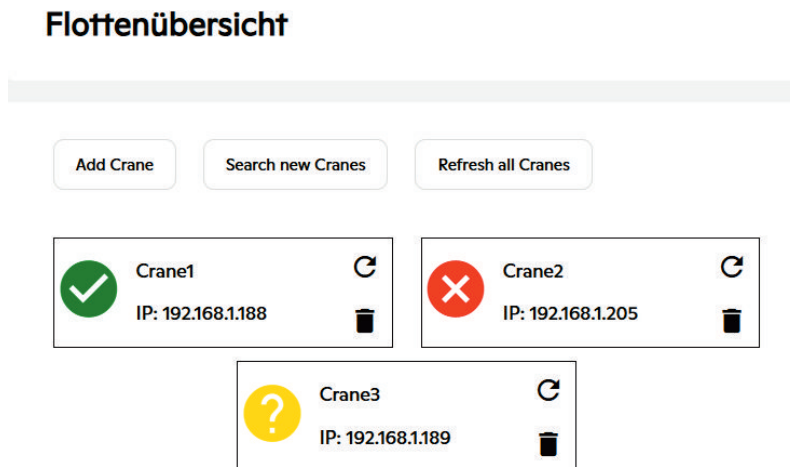 Flottenübersicht
Add Crane
Search new Cranes
Refresh all Cranes
Crane1
IP: 192.168.1.188
Crane2
IP: 192.168.1.205
Crane3
IP: 192.168.1.189